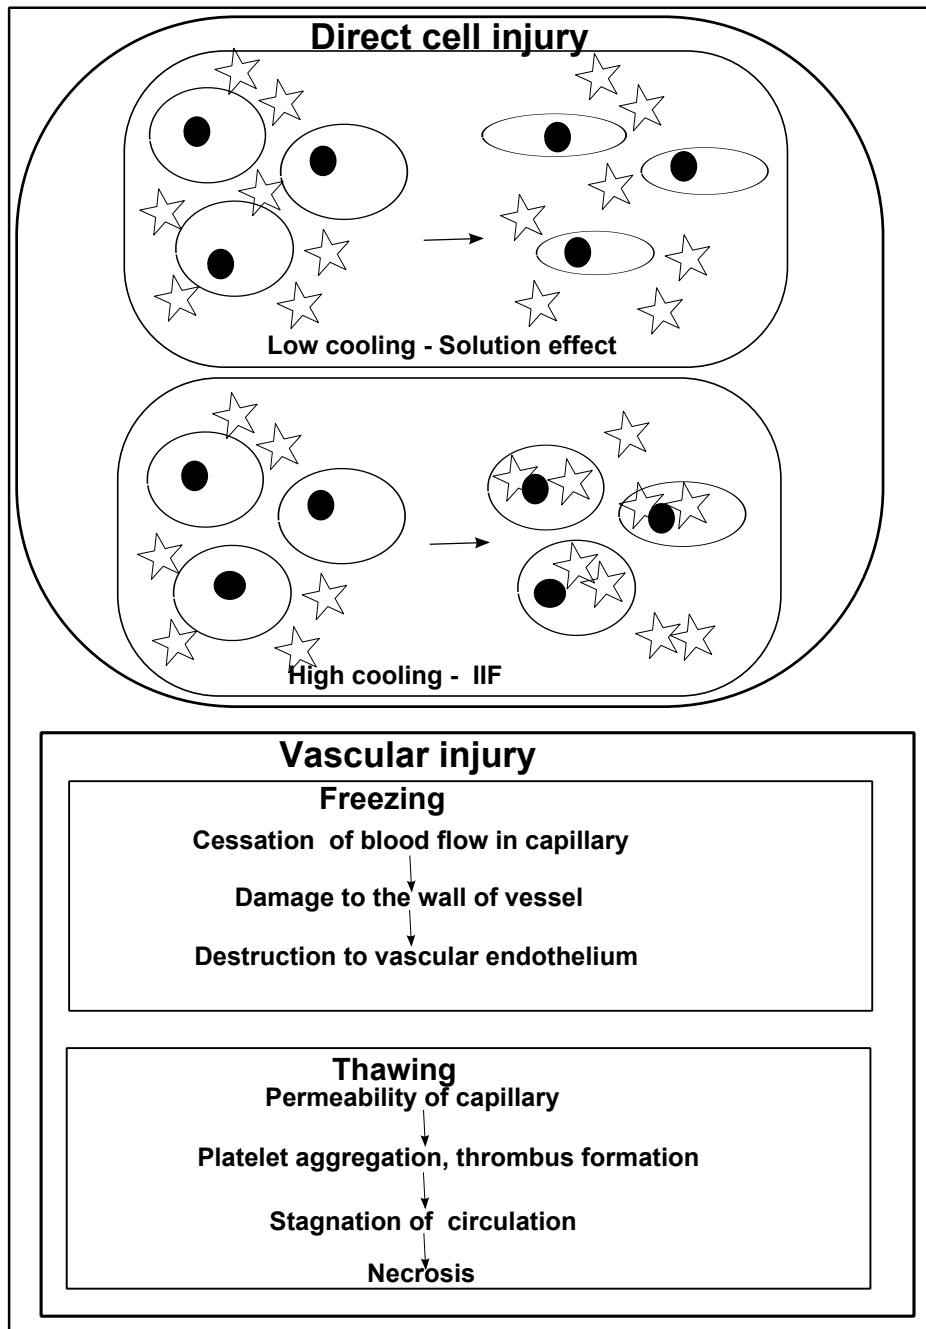 Direct cell injury
Low cooling - Solution effect
High cooling - IIF
Vascular injury
Freezing
Cessation of blood flow in capillary
Damage to the wall of vessel
Destruction to vascular endothelium
Thawing
Permeability of capillary
Platelet aggregation, thrombus formation
Stagnation of circulation
Necrosis